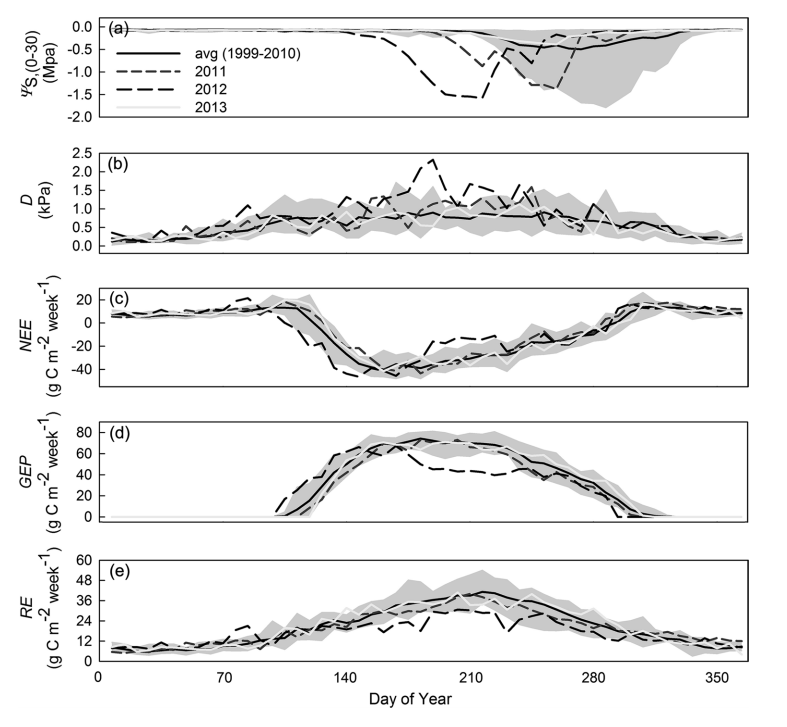 (a)
ΨS,(0-30)
(Mpa)
0.0
-0.5
-1.0
-1.5
-2.0
avg (1999-2010)
2011
2012
2013
(b)
D
(kPa)
2.5
2.0
1.5
1.0
0.5
0.0
(c)
NEE
(g C m-2 week-1)
20
0
-20
-40
(d)
GEP
(g C m-2 week-1)
80
60
40
20
0
(e)
RE
(g C m-2 week-1)
60
48
36
24
12
0
0 70 140 210 280 350
Day of Year